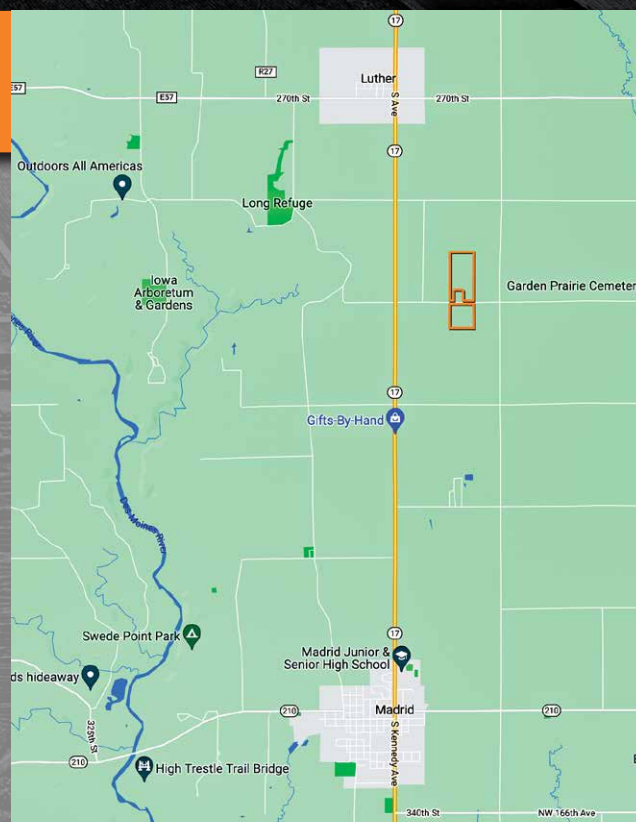 17
Luther
R27
E57
E57
270th St
270th St
S Ave
17
Outdoors All Americas
Long Refuge
Iowa
Arboretum
& Gardens
Garden Prairie Cemeter
17
Gifts-By-Hand
Des Moines River
17
Swede Point Park
Madrid Junior &
Senior High School
ds hideaway
210
Madrid
210
329th St
S Kennedy Ave
210
High Trestle Trail Bridge
340th St
NW 166th Ave